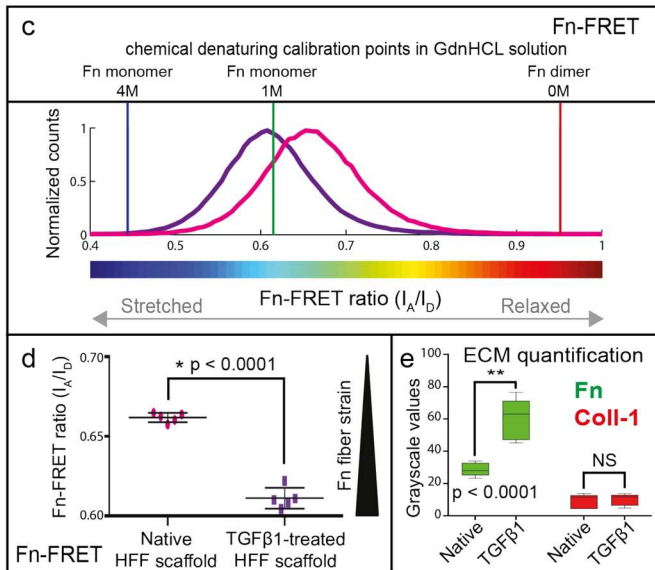 c
Fn-FRET
chemical denaturing calibration points in GdnHCL solution
Fn monomer
4M
Fn monomer
1M
Fn dimer
0M
Normalized counts
1
0.5
0
0.4 0.5 0.6 0.7 0.8 0.9 1
Fn-FRET ratio (I_A/I_D)
Stretched
Relaxed
d
Fn-FRET ratio (I_A/I_D)
0.70
0.65
0.60
* p < 0.0001
Fn fiber strain
Native
HFF scaffold
TGFβ1-treated
HFF scaffold
Fn-FRET
e
ECM quantification
Grayscale values
100
80
60
40
20
0
**
Fn
Coll-1
NS
p < 0.0001
Native
TGFβ1
Native
TGFβ1